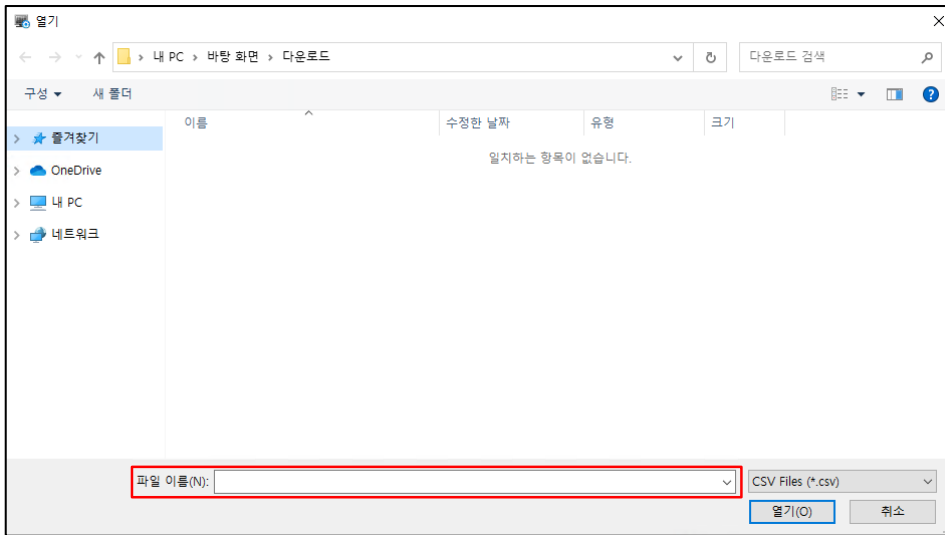 열기
내 PC > 바탕 화면 > 다운로드
다운로드 검색
구성
새 폴더
이름
수정한 날짜
유형
크기
즐겨찾기
일치하는 항목이 없습니다.
OneDrive
내 PC
네트워크
파일 이름(N):
CSV Files (*.csv)
열기(O)
취소